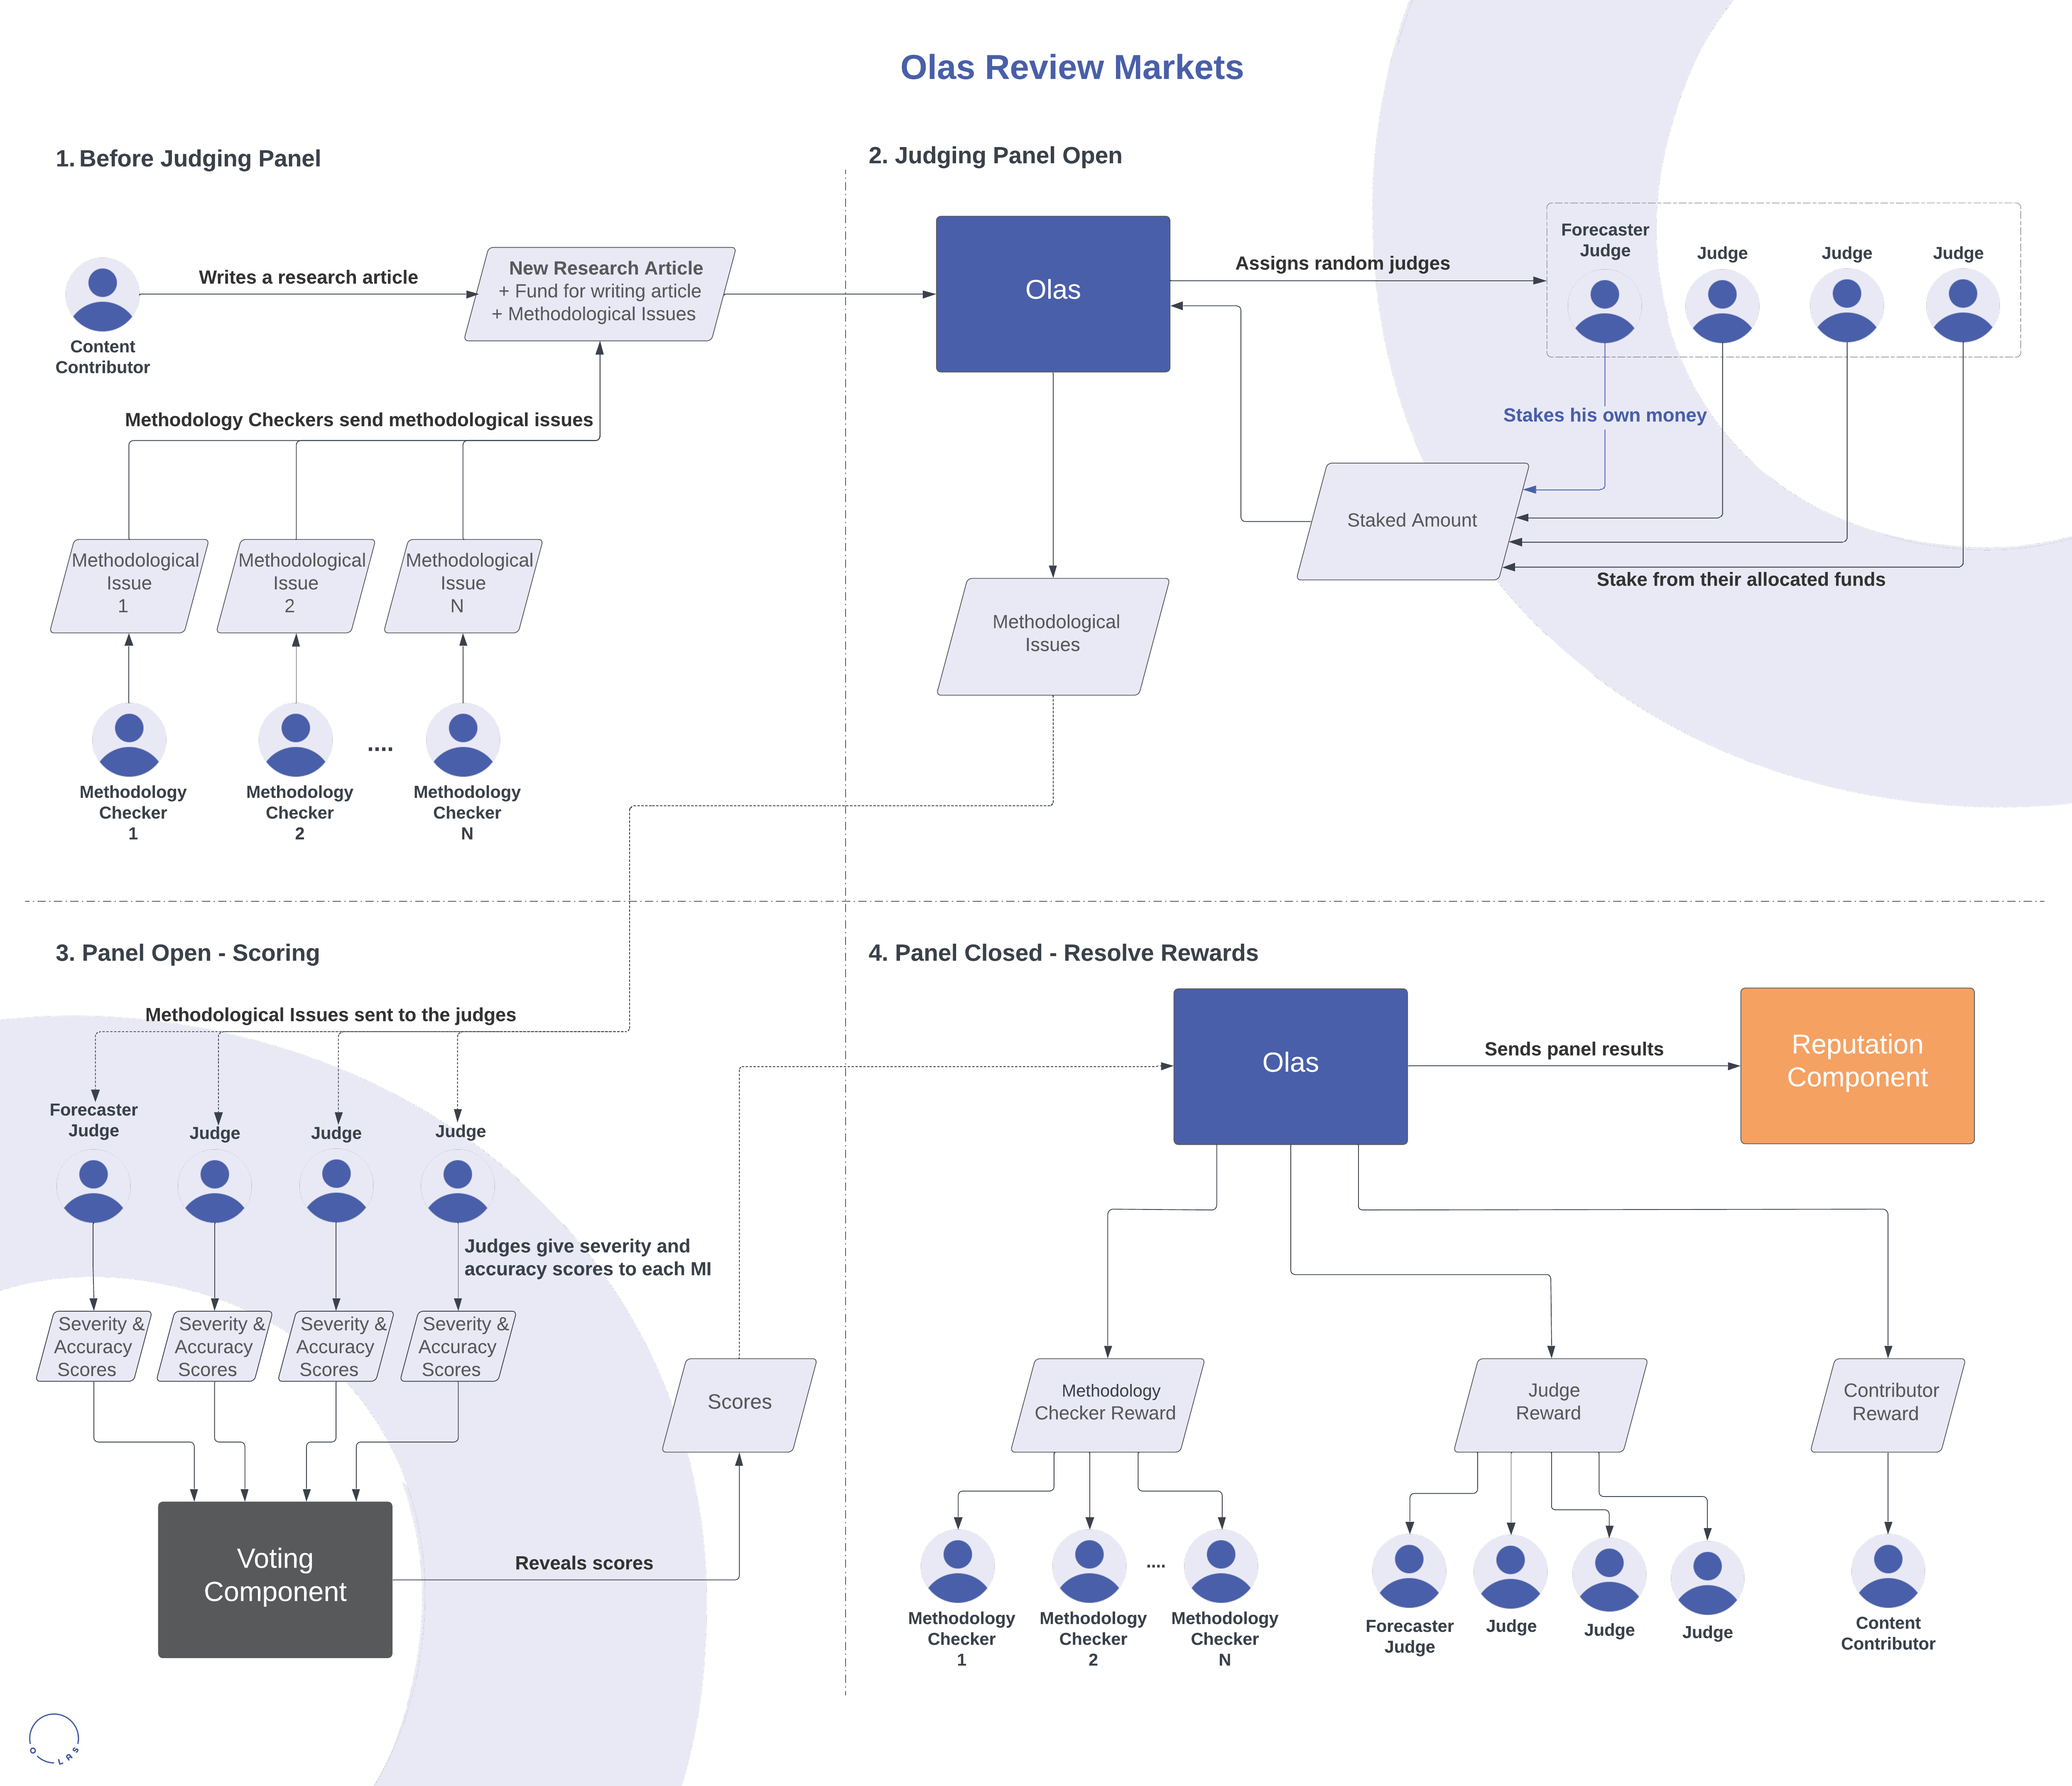 Olas Review Markets
1. Before Judging Panel
Writes a research article
New Research Article
+ Fund for writing article
+ Methodological Issues
Content
Contributor
Methodology Checkers send methodological issues
Methodological
Issue
1
Methodological
Issue
2
Methodological
Issue
N
....
Methodology
Checker
1
Methodology
Checker
2
Methodology
Checker
N
2. Judging Panel Open
Olas
Assigns random judges
Forecaster
Judge
Judge
Judge
Judge
Stakes his own money
Staked Amount
Stake from their allocated funds
Methodological
Issues
3. Panel Open - Scoring
Methodological Issues sent to the judges
Forecaster
Judge
Judge
Judge
Judge
Judges give severity and
accuracy scores to each MI
Severity &
Accuracy
Scores
Severity &
Accuracy
Scores
Severity &
Accuracy
Scores
Severity &
Accuracy
Scores
Scores
Voting
Component
Reveals scores
4. Panel Closed - Resolve Rewards
Olas
Sends panel results
Reputation
Component
Methodology
Checker Reward
Judge
Reward
Contributor
Reward
....
Methodology
Checker
1
Methodology
Checker
2
Methodology
Checker
N
Forecaster
Judge
Judge
Judge
Judge
Content
Contributor
O LAS